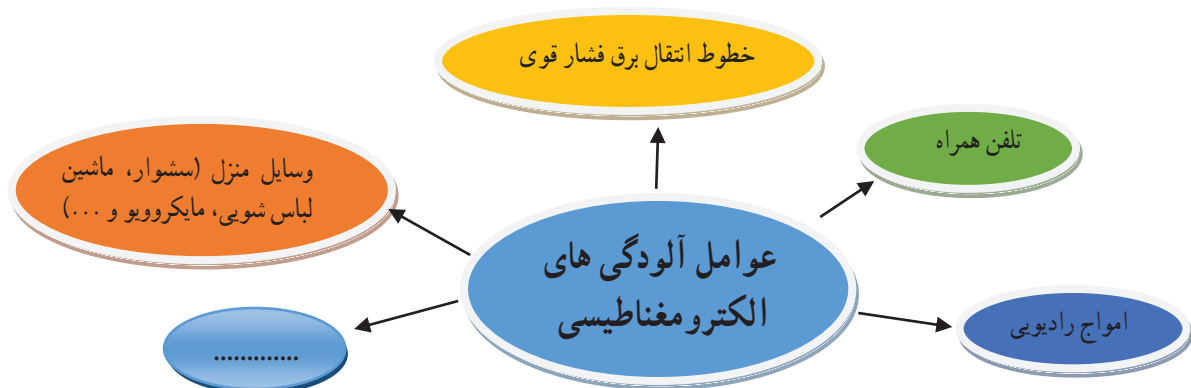 خطوط انتقال برق فشار قوی
تلفن همراه
وسایل منزل (سشوار، ماشین
لباس شویی، مایکروویو و ...)
عوامل آلودگی های
الکترومغناطیسی
امواج رادیویی
.............